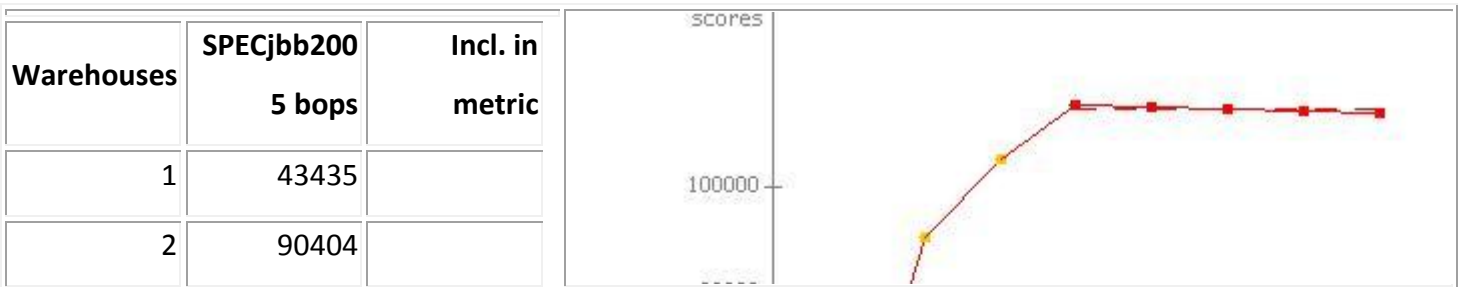 Warehouses
SPECjbb200
5 bops
Incl. in
metric
1 43435
2 90404
scores
100000